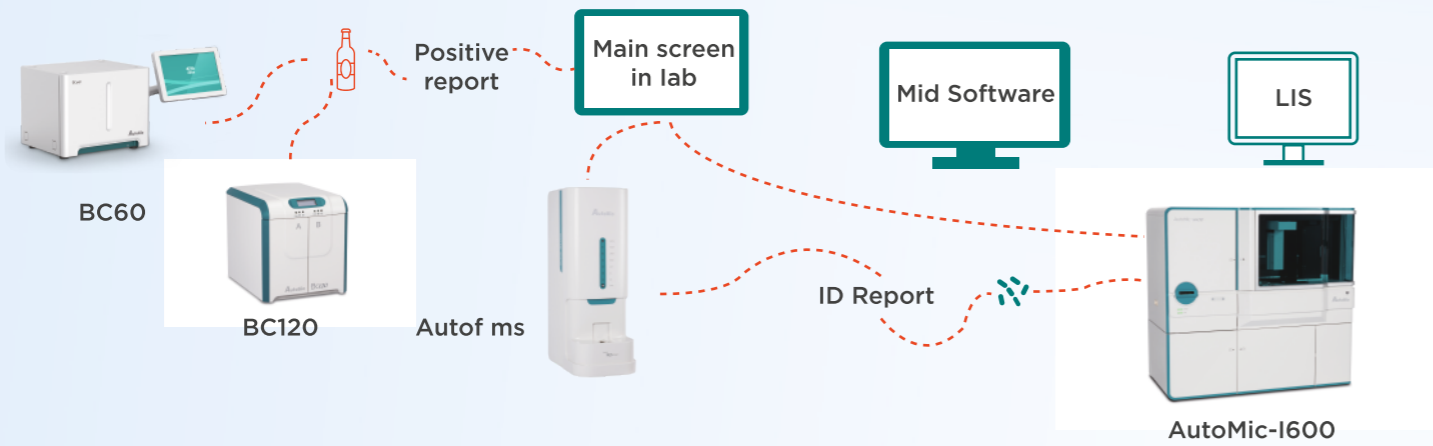 Positive
report
Main screen
in lab
Mid Software
LIS
BC60
A B
BC120
Autof ms
ID Report
AutoMic-I600